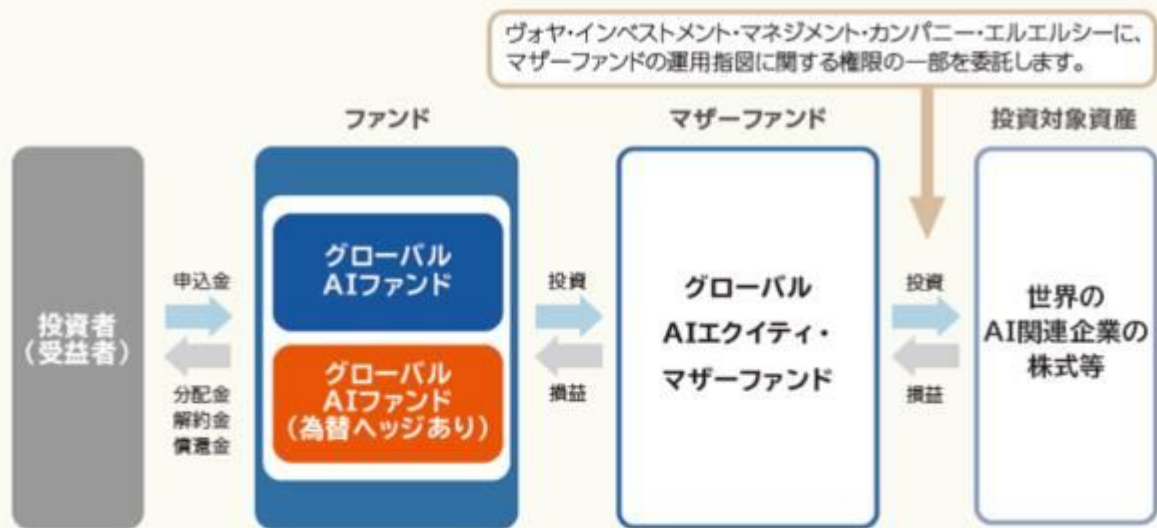 ヴォヤ・インベストメント・マネジメント・カンパニー・エルエルシーに、
マザーファンドの運用指図に関する権限の一部を委託します。
ファンド
マザーファンド
投資対象資産
投資者
（受益者）
申込金
分配金
解約金
償還金
グローバル
AIファンド
グローバル
AIファンド
（為替ヘッジあり）
投資
損益
グローバル
AIエクイティ・
マザーファンド
投資
損益
世界の
AI関連企業の
株式等